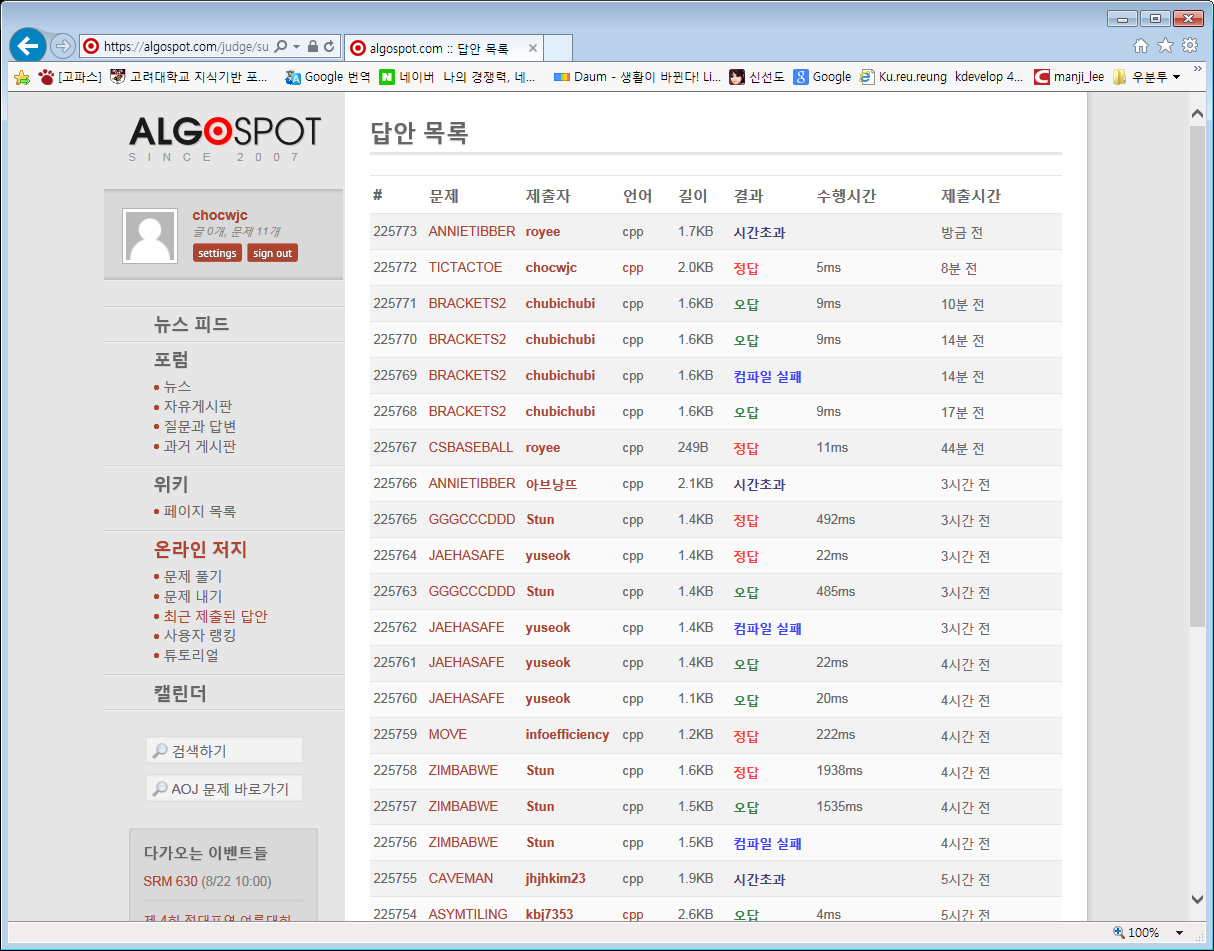 https://algospot.com/judge/su
algospot.com :: 답안 목록
[고파스] 고려대학교 지식기반 포... Google 번역 네이버 나의 경쟁력, 네... Daum - 생활이 바뀐다! Li... 신선도 Google Ku.reu.reung kdevelop 4... manji_lee 우분투
ALGOSPOT
SINCE 2007
chocwjc
글 0개, 문제 11개
settings sign out
뉴스 피드
포럼
뉴스
자유게시판
질문과 답변
과거 게시판
위키
페이지 목록
온라인 저지
문제 풀기
문제 내기
최근 제출된 답안
사용자 랭킹
튜토리얼
캘린더
검색하기
AOJ 문제 바로가기
다가오는 이벤트들
SRM 630 (8/22 10:00)
답안 목록
# 문제 제출자 언어 길이 결과 수행시간 제출시간
225773 ANNIETIBBER royee cpp 1.7KB 시간초과 방금 전
225772 TICTACTOE chocwjc cpp 2.0KB 정답 5ms 8분 전
225771 BRACKETS2 chubichubi cpp 1.6KB 오답 9ms 10분 전
225770 BRACKETS2 chubichubi cpp 1.6KB 오답 9ms 14분 전
225769 BRACKETS2 chubichubi cpp 1.6KB 컴파일 실패 14분 전
225768 BRACKETS2 chubichubi cpp 1.6KB 오답 9ms 17분 전
225767 CSBASEBALL royee cpp 249B 정답 11ms 44분 전
225766 ANNIETIBBER 아브낭뜨 cpp 2.1KB 시간초과 3시간 전
225765 GGGCCCDDD Stun cpp 1.4KB 정답 492ms 3시간 전
225764 JAEHASAFE yuseok cpp 1.4KB 정답 22ms 3시간 전
225763 GGGCCCDDD Stun cpp 1.4KB 오답 485ms 3시간 전
225762 JAEHASAFE yuseok cpp 1.4KB 컴파일 실패 3시간 전
225761 JAEHASAFE yuseok cpp 1.4KB 오답 22ms 4시간 전
225760 JAEHASAFE yuseok cpp 1.1KB 오답 20ms 4시간 전
225759 MOVE infoefficiency cpp 1.2KB 정답 222ms 4시간 전
225758 ZIMBABWE Stun cpp 1.6KB 정답 1938ms 4시간 전
225757 ZIMBABWE Stun cpp 1.5KB 오답 1535ms 4시간 전
225756 ZIMBABWE Stun cpp 1.5KB 컴파일 실패 4시간 전
225755 CAVEMAN jhjhkim23 cpp 1.9KB 시간초과 5시간 전
225754 ASYMTILING kbj7353 cpp 2.6KB 오답 4ms 5시간 전
100%